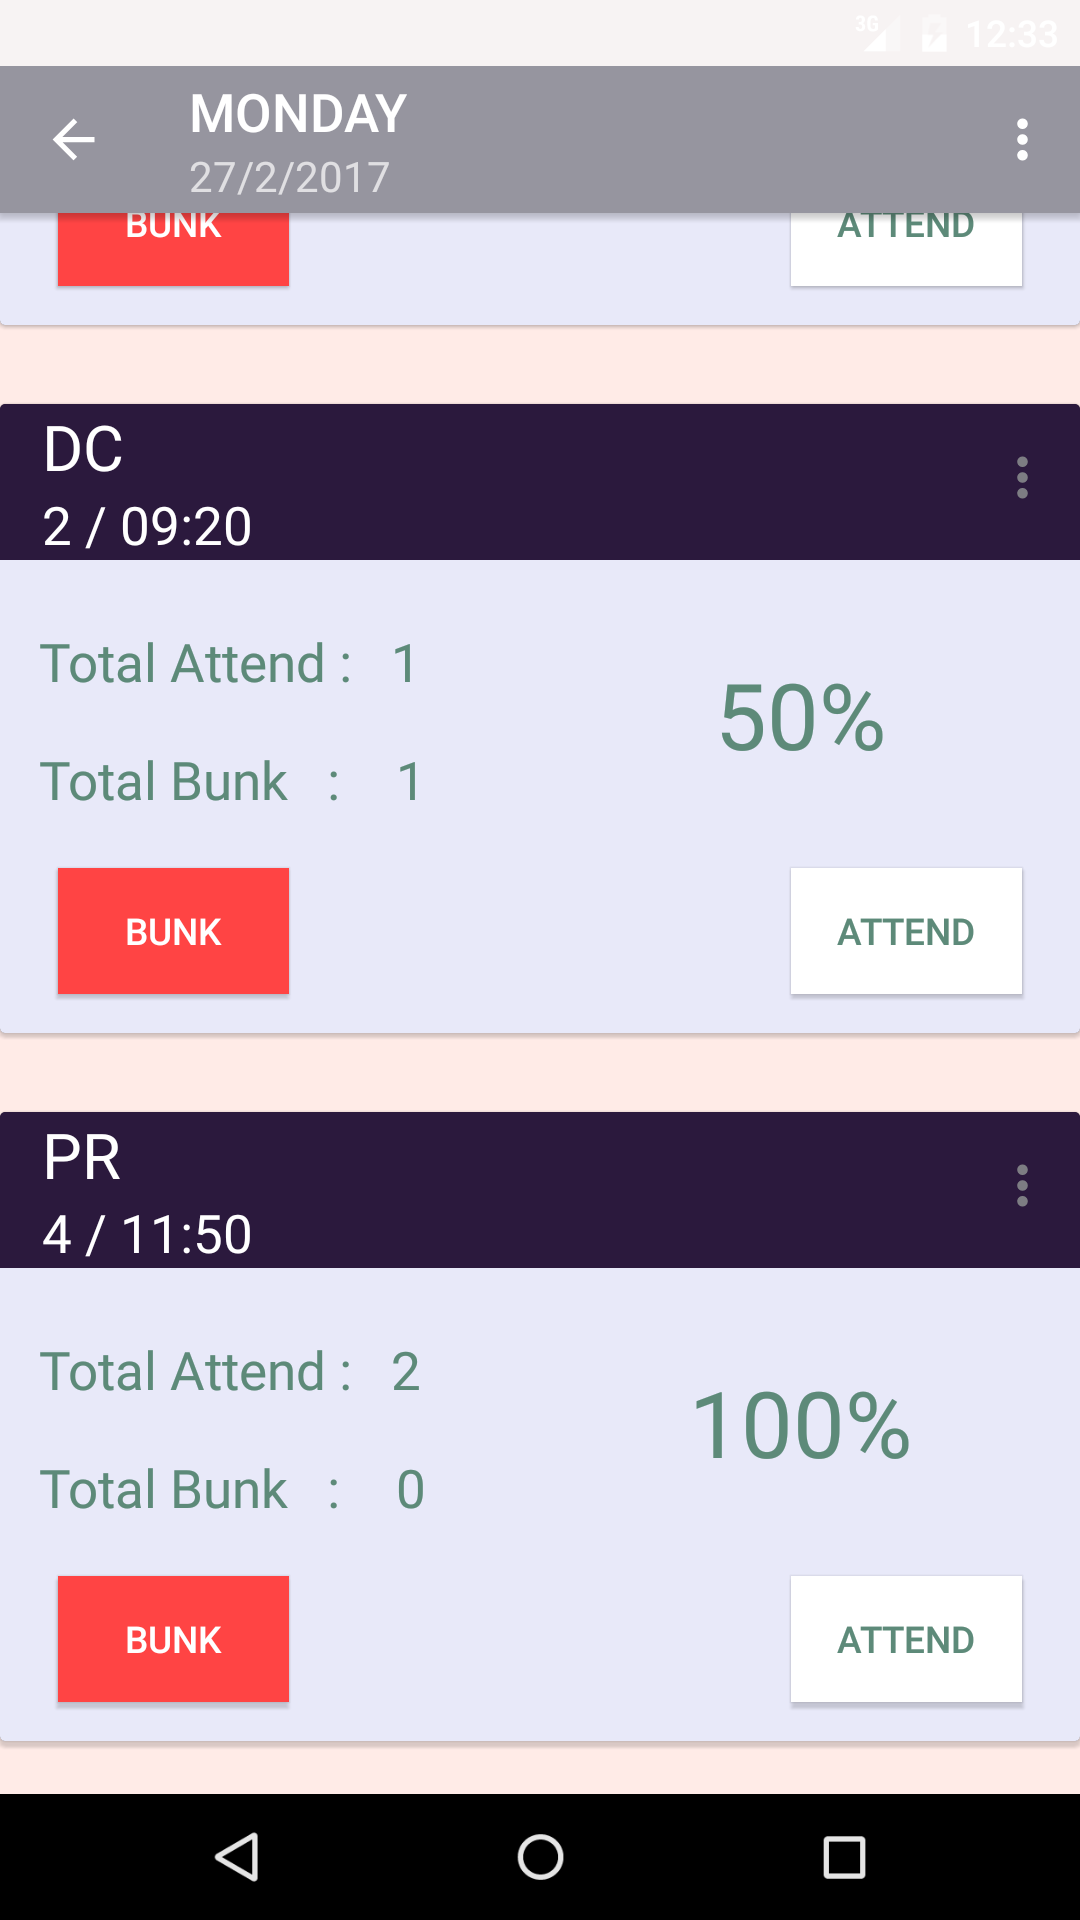 3G 12:33
MONDAY
27/2/2017
BUNK ATTEND
DC
2 / 09:20
Total Attend : 1
50%
Total Bunk : 1
BUNK ATTEND
PR
4 / 11:50
Total Attend : 2
100%
Total Bunk : 0
BUNK ATTEND